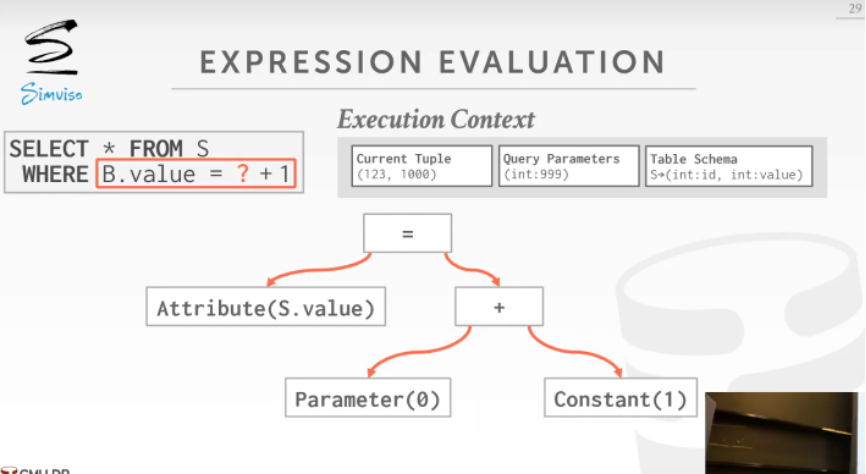 29
Simviso
EXPRESSION EVALUATION
Execution Context
SELECT * FROM S
WHERE B.value = ? + 1
Current Tuple
(123, 1000)
Query Parameters
(int:999)
Table Schema
S→(int:id, int:value)
=
Attribute(S.value)
+
Parameter(0)
Constant(1)
CMU DB